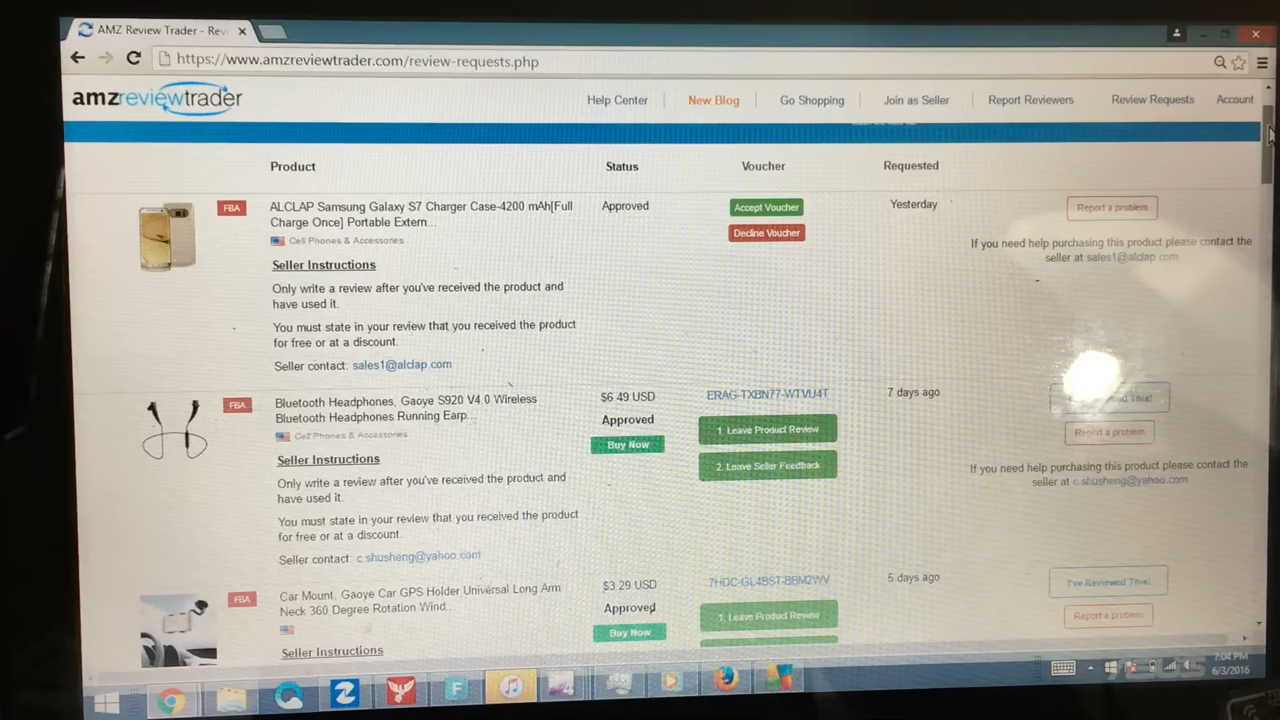 AMZ Review Trader - Rev
https://www.amzreviewtrader.com/review-requests.php
amzreviewtrader
Help Center
New Blog
Go Shopping
Join as Seller
Report Reviewers
Review Requests
Account
Product
Status
Voucher
Requested
FBA
ALCLAP Samsung Galaxy S7 Charger Case-4200 mAh[Full
Charge Once] Portable Extern...
Cell Phones & Accessories
Approved
Accept Voucher
Decline Voucher
Yesterday
Report a problem
If you need help purchasing this product please contact the
seller at sales1@alclap.com
Seller Instructions
Only write a review after you've received the product and
have used it.
You must state in your review that you received the product
for free or at a discount.
Seller contact: sales1@alclap.com
FBA
Bluetooth Headphones, Gaoye S920 V4.0 Wireless
Bluetooth Headphones Running Earp...
Cell Phones & Accessories
$6.49 USD
Approved
Buy Now
ERAG-TXBN77-WTVU4T
1. Leave Product Review
2. Leave Seller Feedback
7 days ago
This!
Report a problem
If you need help purchasing this product please contact the
seller at c.shusheng@yahoo.com
Seller Instructions
Only write a review after you've received the product and
have used it.
You must state in your review that you received the product
for free or at a discount.
Seller contact: c.shusheng@yahoo.com
FBA
Car Mount, Gaoye Car GPS Holder Universal Long Arm
Neck 360 Degree Rotation Wind...
$3.29 USD
Approved
Buy Now
7HDC-GL4BST-BBM2WV
1. Leave Product Review
5 days ago
I've Reviewed This!
Report a problem
Seller Instructions
7:04 PM
6/3/2016